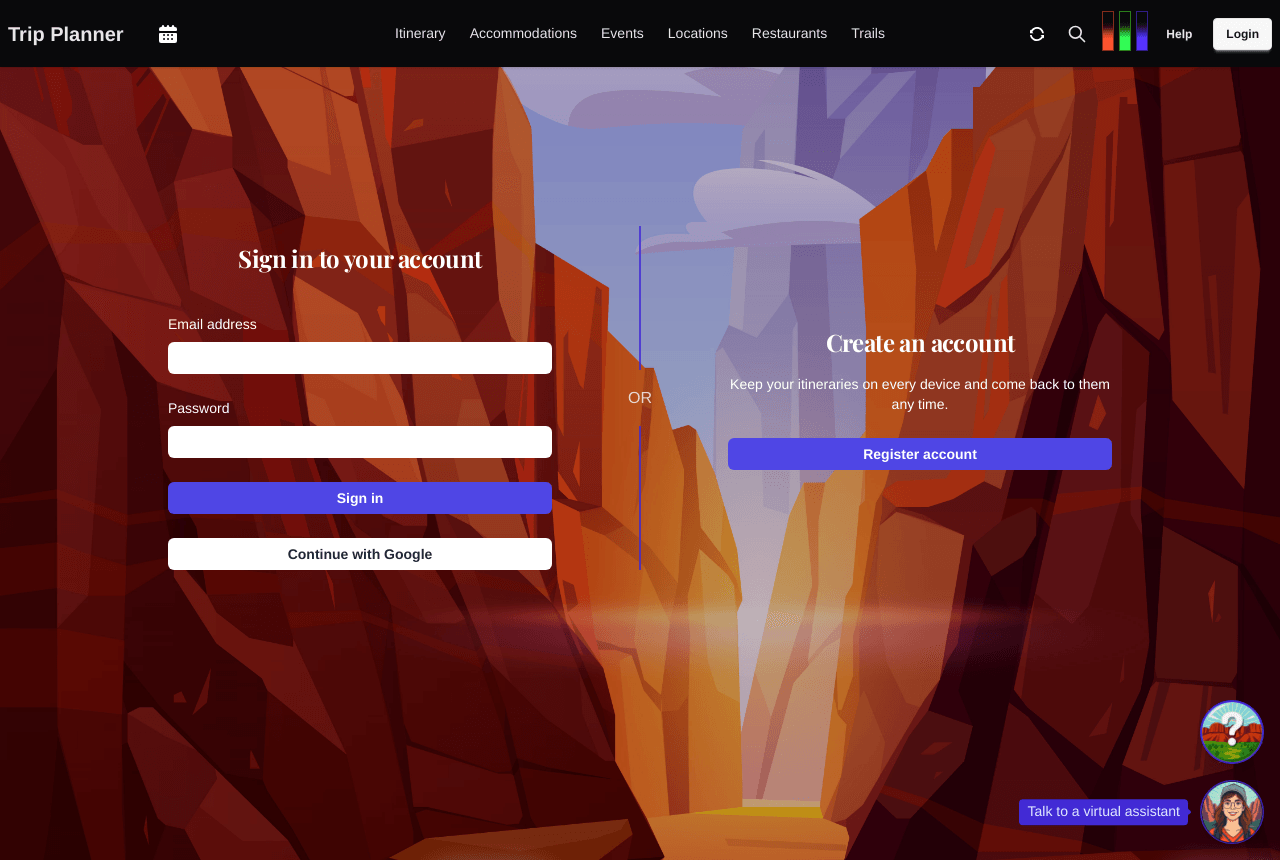 Trip Planner
Itinerary Accommodations Events Locations Restaurants Trails
Help
Login
Sign in to your account
Email address
Password
Sign in
Continue with Google
OR
Create an account
Keep your itineraries on every device and come back to them
any time.
Register account
?
Talk to a virtual assistant